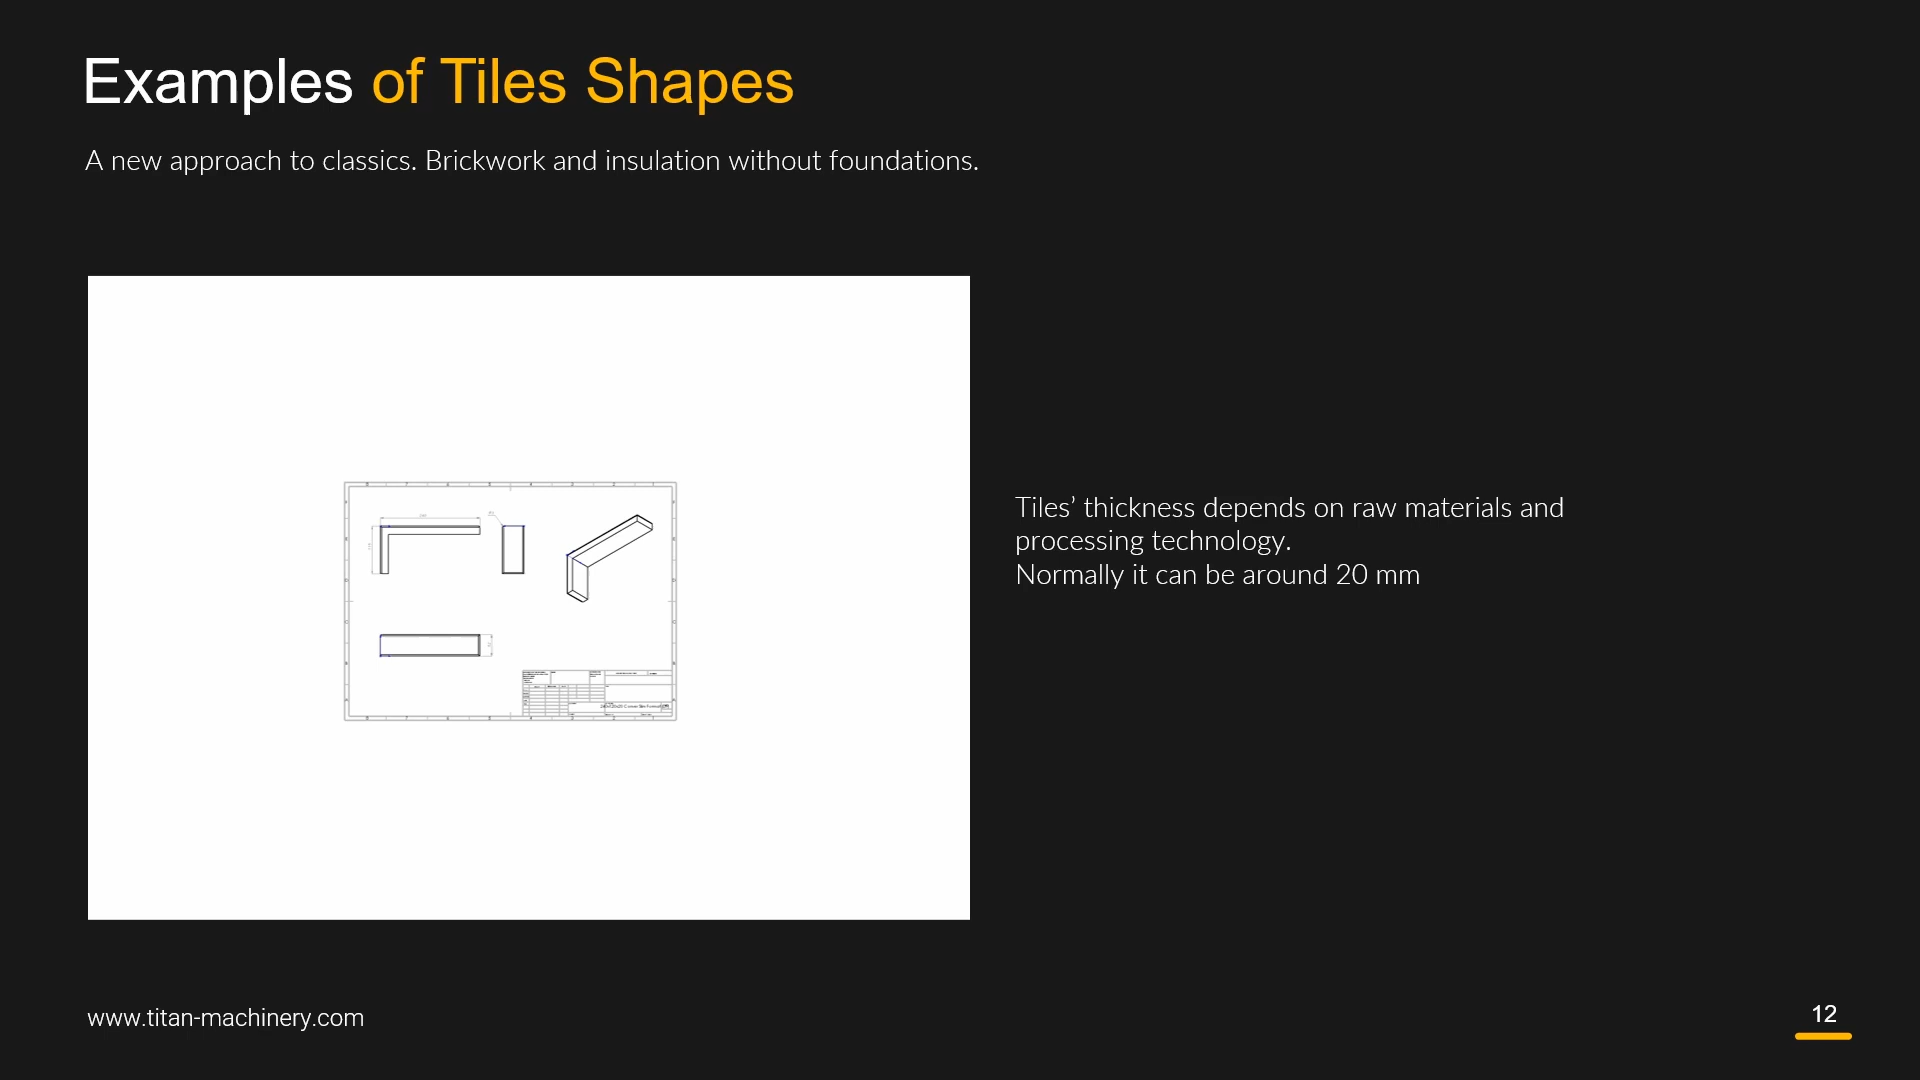 Examples of Tiles Shapes
A new approach to classics. Brickwork and insulation without foundations.
Tiles’ thickness depends on raw materials and
processing technology.
Normally it can be around 20 mm
www.titan-machinery.com
12